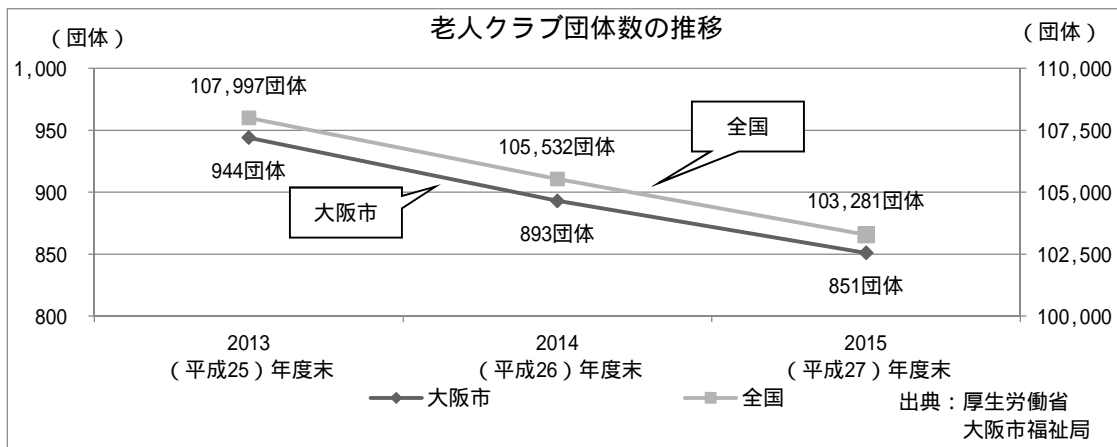 老人クラブ団体数の推移
（団体）
（団体）
1,000
950
900
850
800
110,000
107,500
105,000
102,500
100,000
107,997団体
944団体
105,532団体
893団体
103,281団体
851団体
大阪市
全国
2013
（平成25）年度末
2014
（平成26）年度末
2015
（平成27）年度末
大阪市
全国
出典：厚生労働省
大阪市福祉局